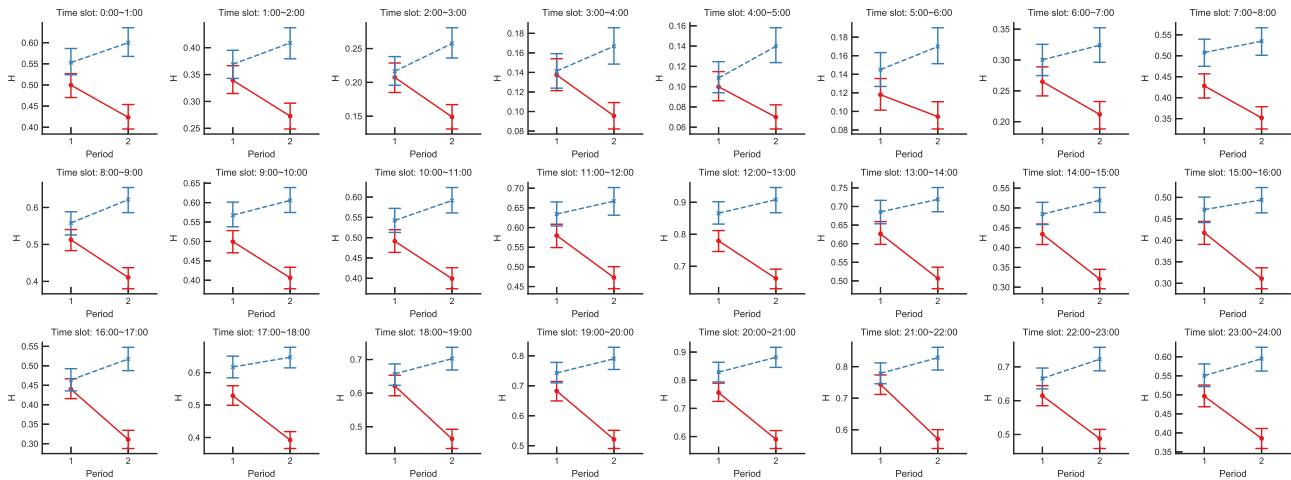 Time slot: 0:00~1:00
0.60
0.55
0.50
0.45
0.40
H
1 2
Period
Time slot: 1:00~2:00
0.40
0.35
0.30
0.25
H
1 2
Period
Time slot: 2:00~3:00
0.25
0.20
0.15
H
1 2
Period
Time slot: 3:00~4:00
0.18
0.16
0.14
0.12
0.10
0.08
H
1 2
Period
Time slot: 4:00~5:00
0.16
0.14
0.12
0.10
0.08
0.06
H
1 2
Period
Time slot: 5:00~6:00
0.18
0.16
0.14
0.12
0.10
0.08
H
1 2
Period
Time slot: 6:00~7:00
0.35
0.30
0.25
0.20
H
1 2
Period
Time slot: 7:00~8:00
0.55
0.50
0.45
0.40
0.35
H
1 2
Period
Time slot: 8:00~9:00
0.6
0.5
0.4
H
1 2
Period
Time slot: 9:00~10:00
0.65
0.60
0.55
0.50
0.45
0.40
H
1 2
Period
Time slot: 10:00~11:00
0.60
0.55
0.50
0.45
0.40
H
1 2
Period
Time slot: 11:00~12:00
0.70
0.65
0.60
0.55
0.50
0.45
H
1 2
Period
Time slot: 12:00~13:00
0.9
0.8
0.7
H
1 2
Period
Time slot: 13:00~14:00
0.75
0.70
0.65
0.60
0.55
0.50
H
1 2
Period
Time slot: 14:00~15:00
0.55
0.50
0.45
0.40
0.35
0.30
H
1 2
Period
Time slot: 15:00~16:00
0.50
0.45
0.40
0.35
0.30
H
1 2
Period
Time slot: 16:00~17:00
0.55
0.50
0.45
0.40
0.35
0.30
H
1 2
Period
Time slot: 17:00~18:00
0.6
0.5
0.4
H
1 2
Period
Time slot: 18:00~19:00
0.7
0.6
0.5
0.4
H
1 2
Period
Time slot: 19:00~20:00
0.8
0.7
0.6
0.5
H
1 2
Period
Time slot: 20:00~21:00
0.9
0.8
0.7
0.6
H
1 2
Period
Time slot: 21:00~22:00
0.8
0.7
0.6
H
1 2
Period
Time slot: 22:00~23:00
0.7
0.6
0.5
H
1 2
Period
Time slot: 23:00~24:00
0.60
0.55
0.50
0.45
0.40
0.35
H
1 2
Period